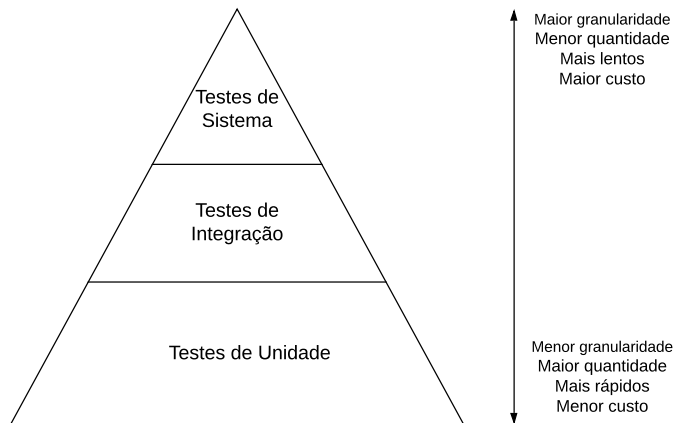 Testes de
Sistema
Testes de
Integração
Testes de Unidade
Maior granularidade
Menor quantidade
Mais lentos
Maior custo
Menor granularidade
Maior quantidade
Mais rápidos
Menor custo